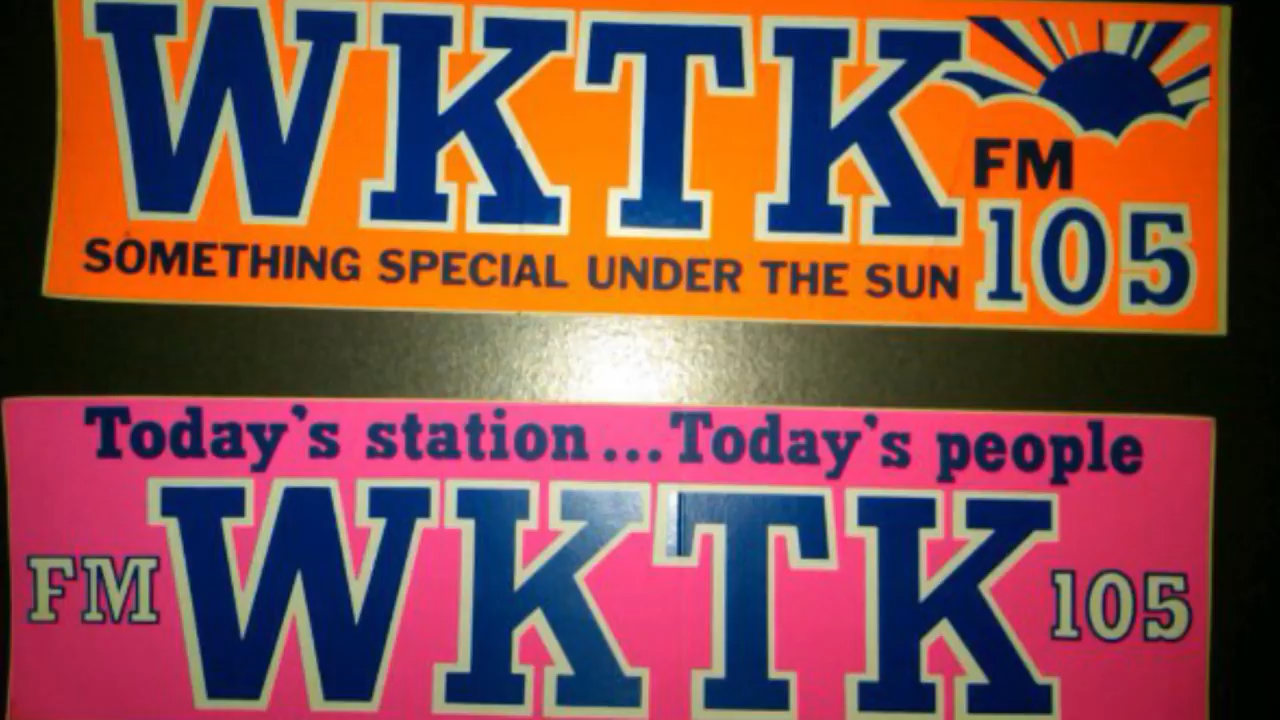 WKTK
FM
105
SOMETHING SPECIAL UNDER THE SUN
Today's station...Today's people
FM WKTK 105